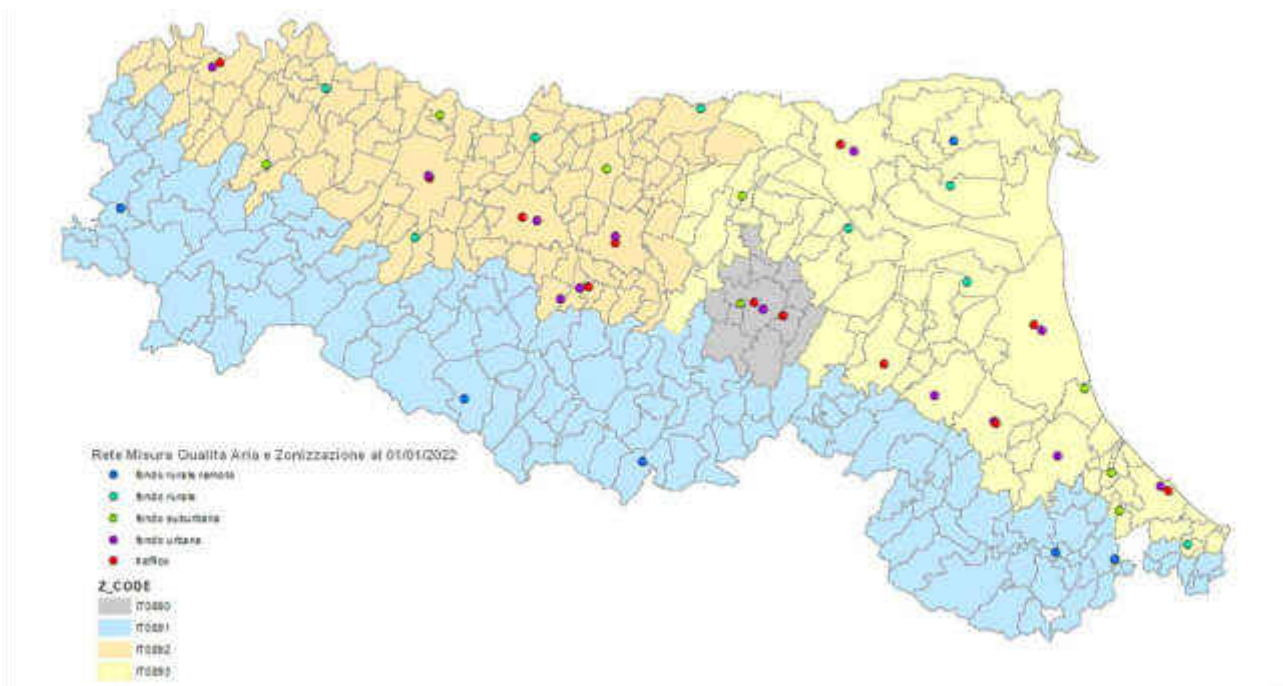 Rete Misura Qualità Aria e Zonizzazione al 01/01/2022
fondo rurale remoto
fondo rurale
fondo suburbano
fondo urbano
traffico
Z_CODE
IT0890
IT0891
IT0892
IT0893